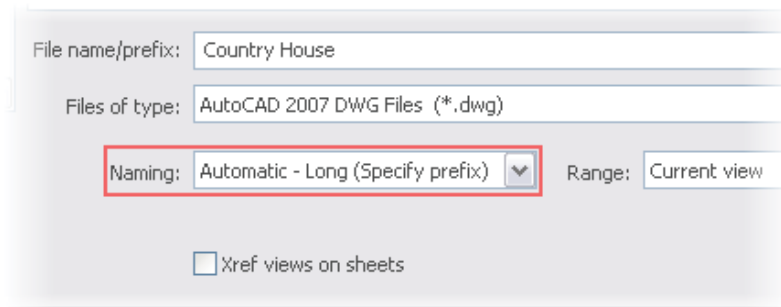 File name/prefix: Country House
Files of type: AutoCAD 2007 DWG Files (*.dwg)
Naming: Automatic - Long (Specify prefix) Range: Current view
Xref views on sheets